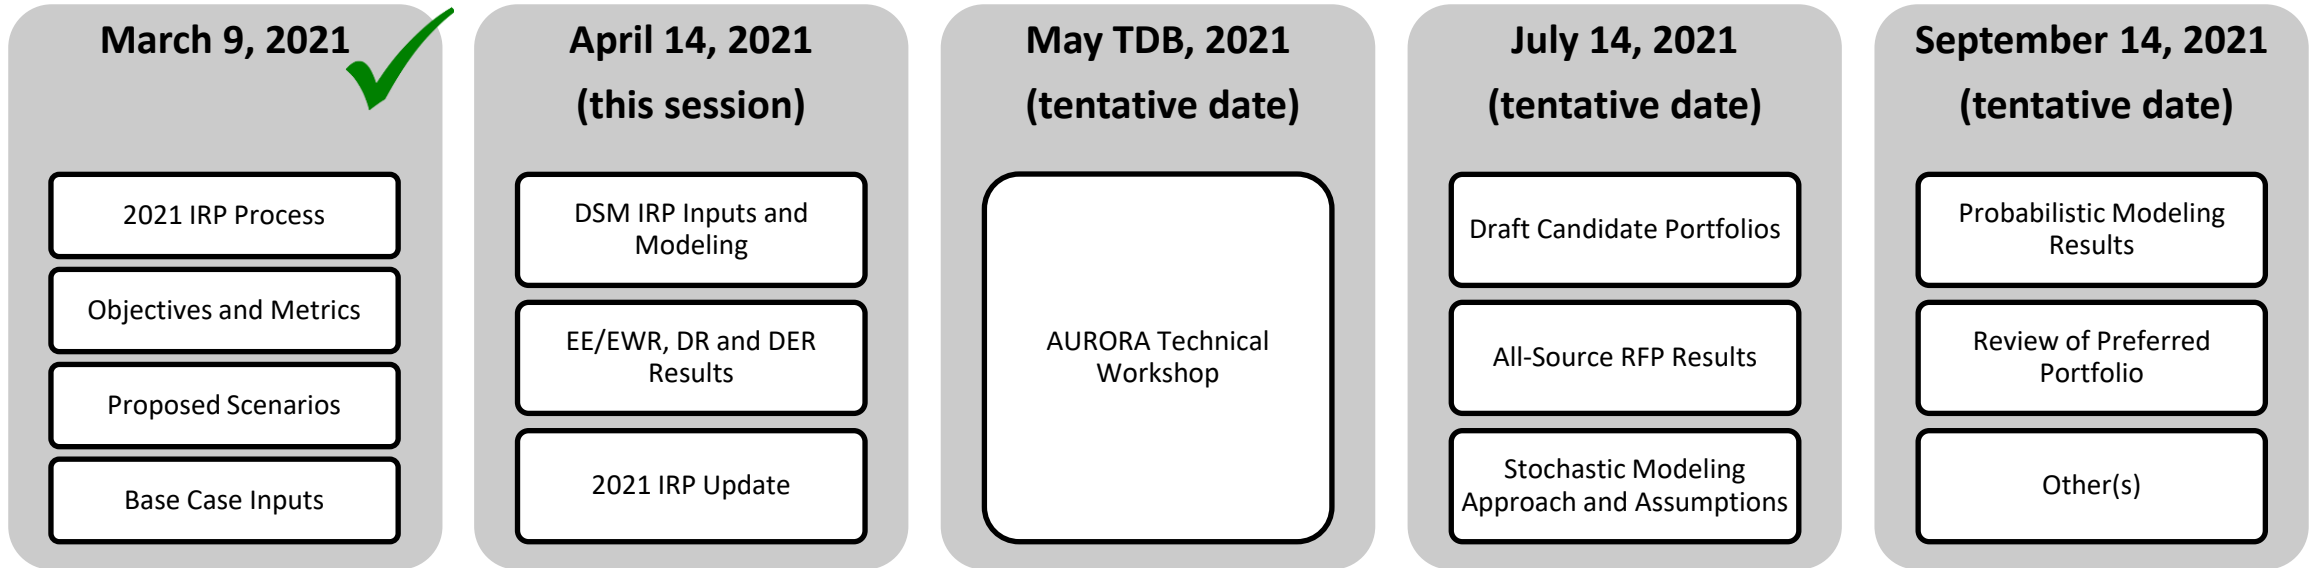 March 9, 2021
2021 IRP Process
Objectives and Metrics
Proposed Scenarios
Base Case Inputs
April 14, 2021
(this session)
DSM IRP Inputs and
Modeling
EE/EWR, DR and DER
Results
2021 IRP Update
May TDB, 2021
(tentative date)
AURORA Technical
Workshop
July 14, 2021
(tentative date)
Draft Candidate Portfolios
All-Source RFP Results
Stochastic Modeling
Approach and Assumptions
September 14, 2021
(tentative date)
Probabilistic Modeling
Results
Review of Preferred
Portfolio
Other(s)